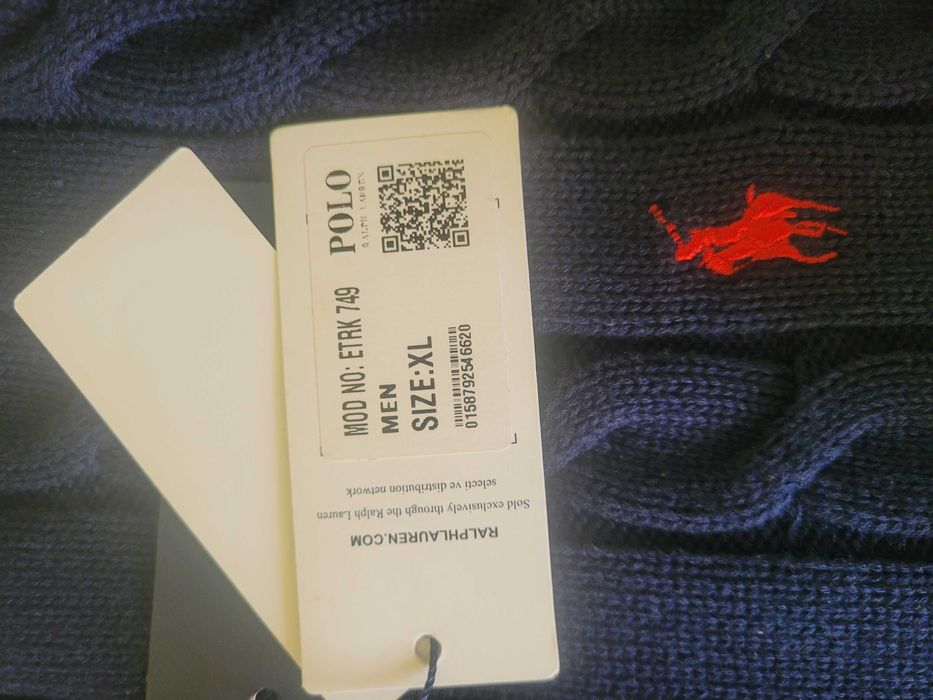 POLO
RALPH LAUREN
MOD NO: ETRK 749
MEN
SIZE:XL
0158792546620
RALPHLAUREN.COM
Sold exclusively through the Ralph Lauren
selecti ve distribution network